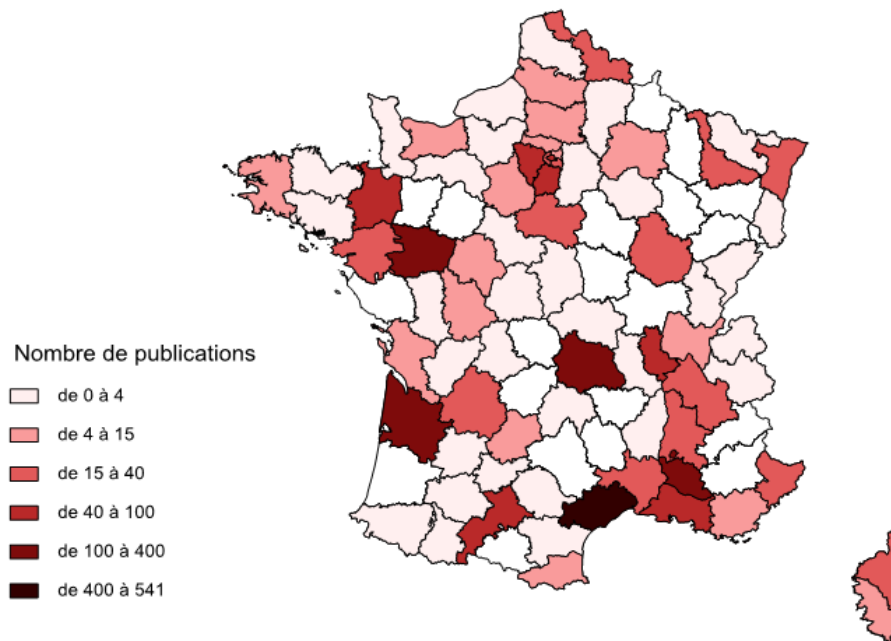 Nombre de publications
de 0 à 4
de 4 à 15
de 15 à 40
de 40 à 100
de 100 à 400
de 400 à 541